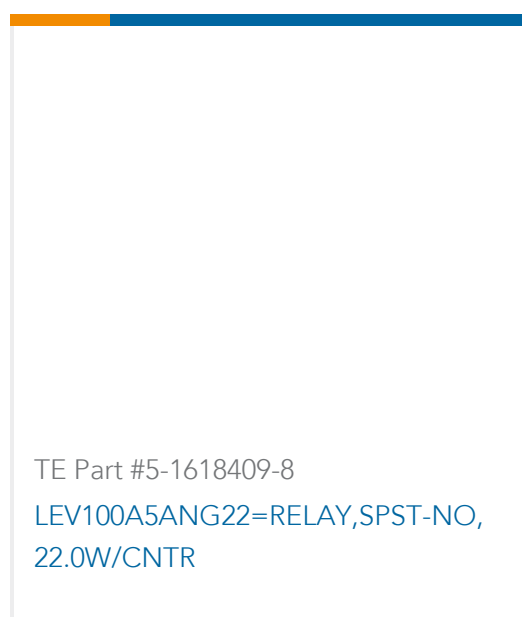 TE Part #5-1618409-8
LEV100A5ANG22=RELAY,SPST-NO,
22.0W/CNTR